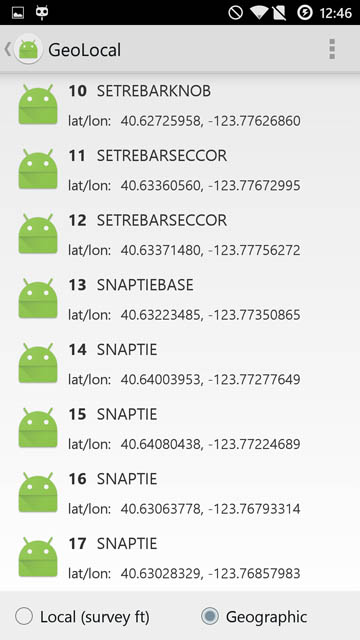 12:46
GeoLocal
10 SETREBARKNOB
lat/lon: 40.62725958, -123.77626860
11 SETREBARSECCOR
lat/lon: 40.63360560, -123.77672995
12 SETREBARSECCOR
lat/lon: 40.63371480, -123.77756272
13 SNAPTIEBASE
lat/lon: 40.63223485, -123.77350865
14 SNAPTIE
lat/lon: 40.64003953, -123.77277649
15 SNAPTIE
lat/lon: 40.64080438, -123.77224689
16 SNAPTIE
lat/lon: 40.63063778, -123.76793314
17 SNAPTIE
lat/lon: 40.63028329, -123.76857983
Local (survey ft) Geographic